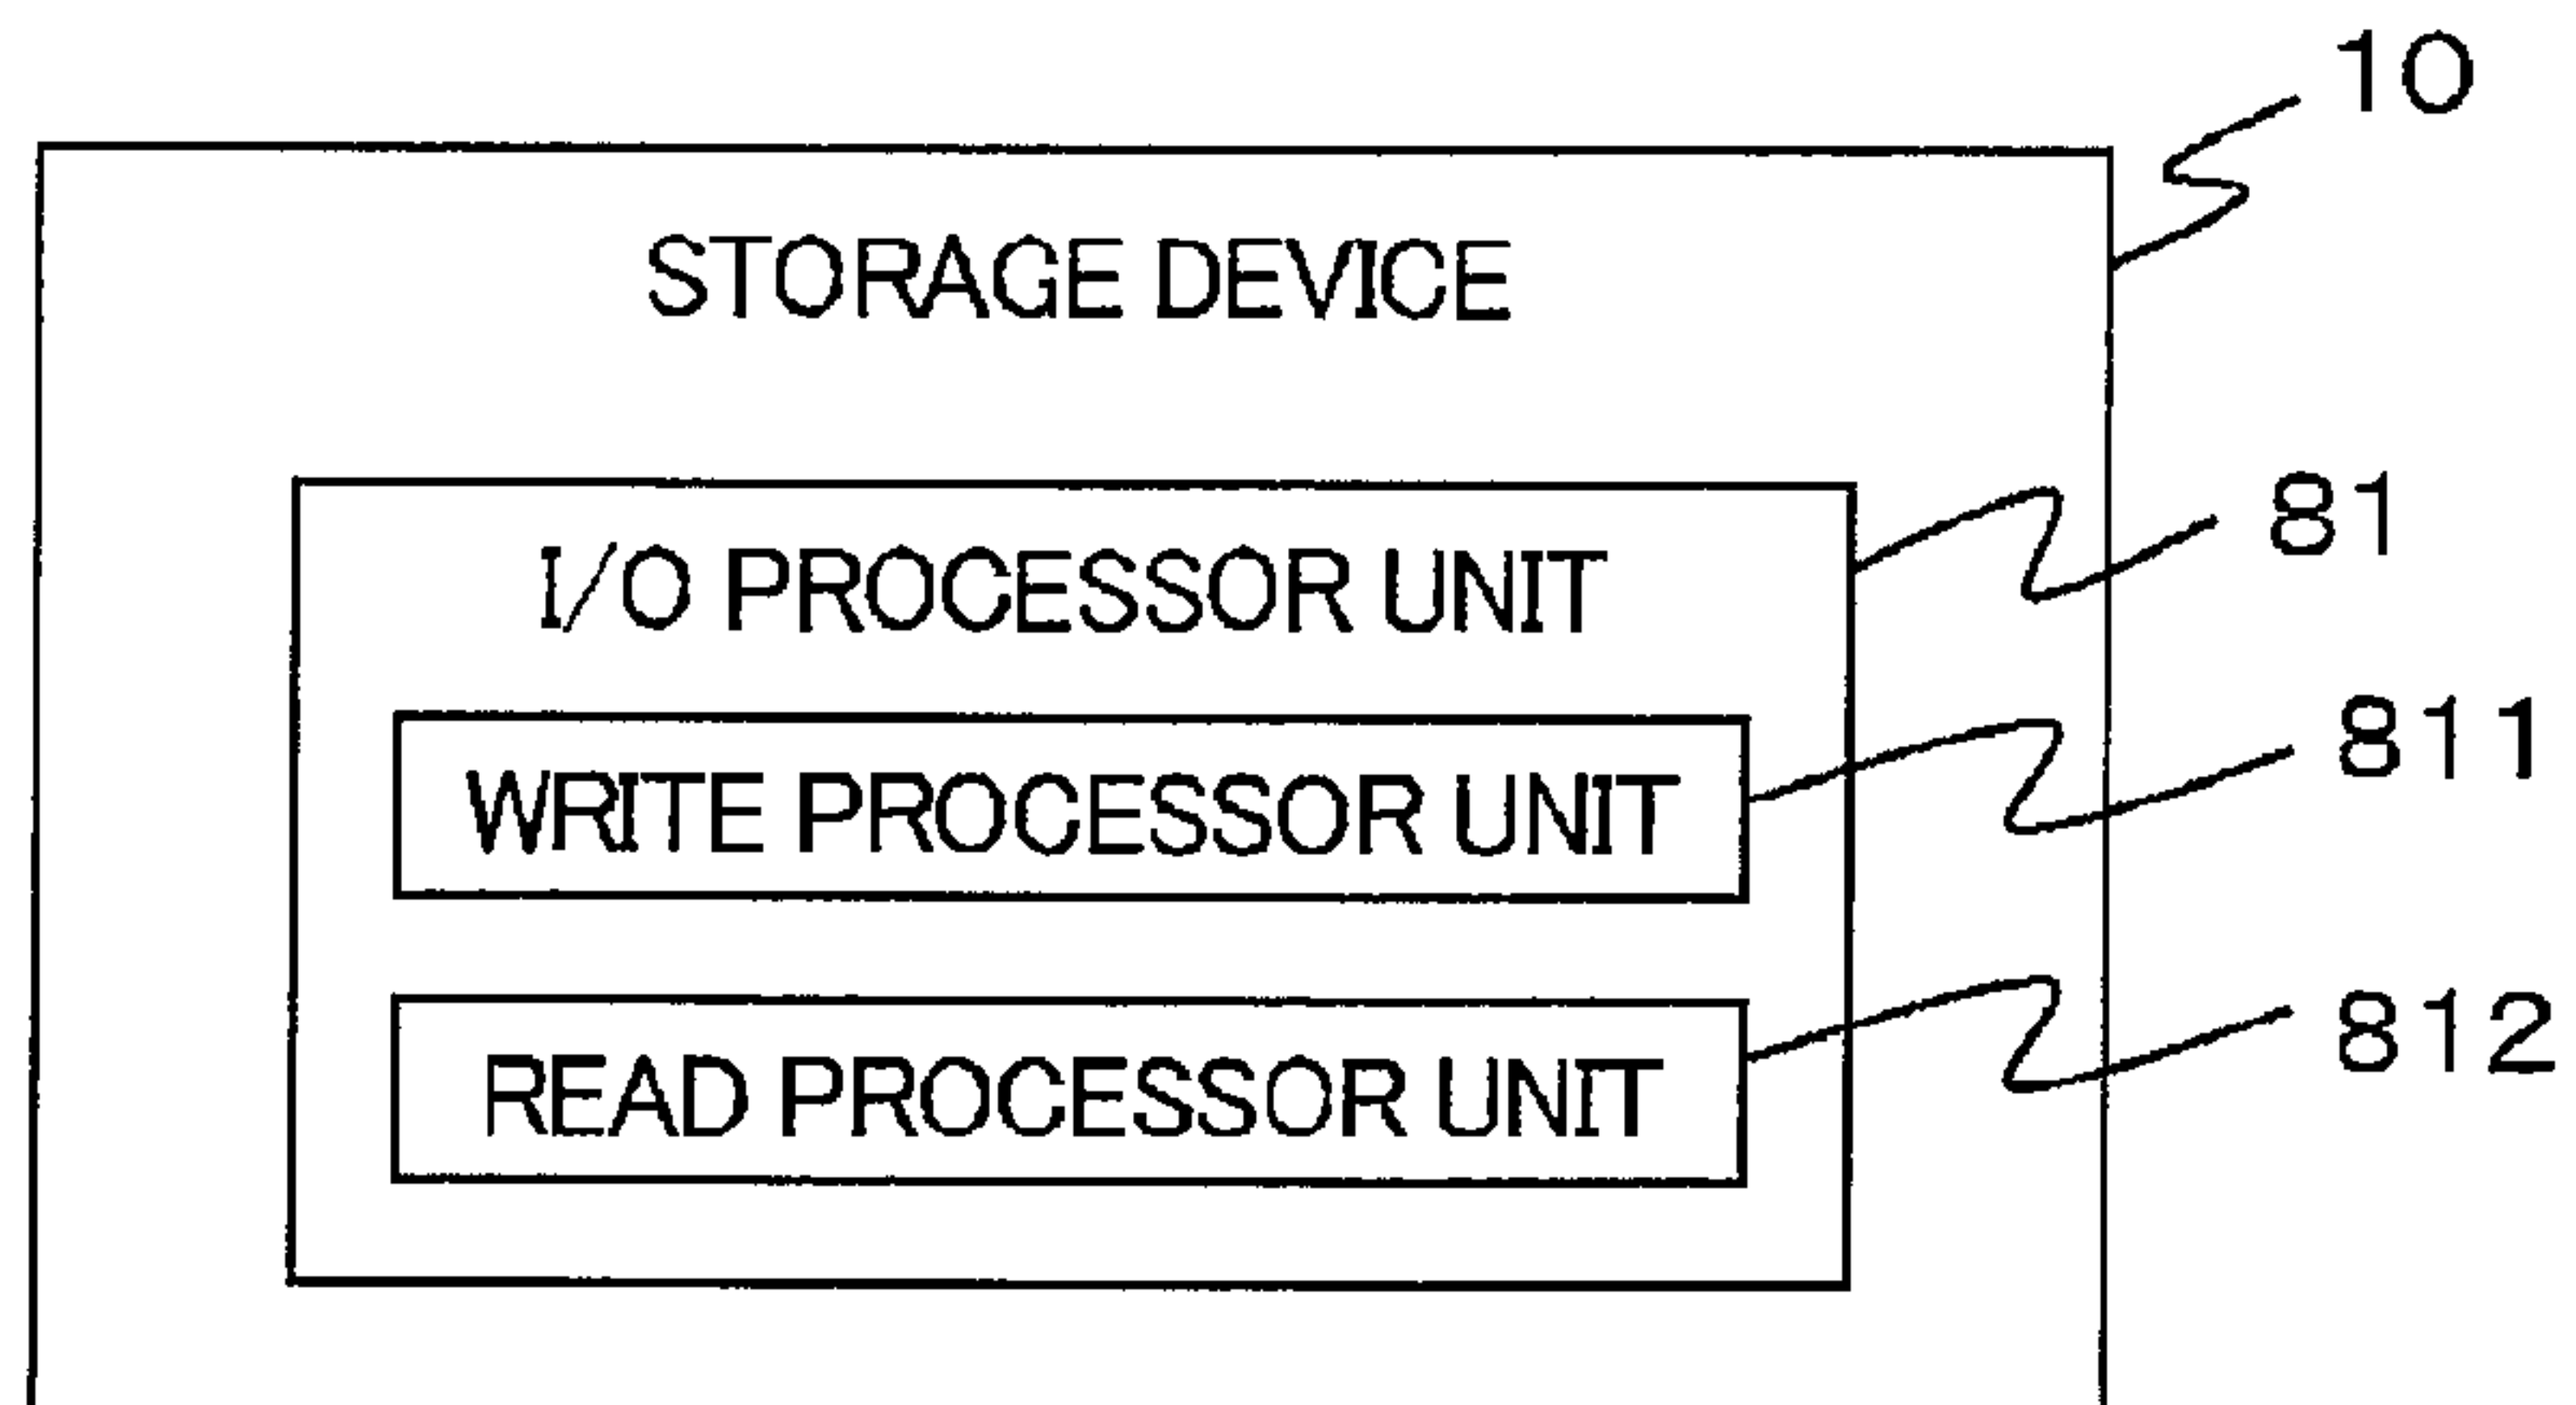 10
STORAGE DEVICE
81
I/O PROCESSOR UNIT
811
WRITE PROCESSOR UNIT
812
READ PROCESSOR UNIT